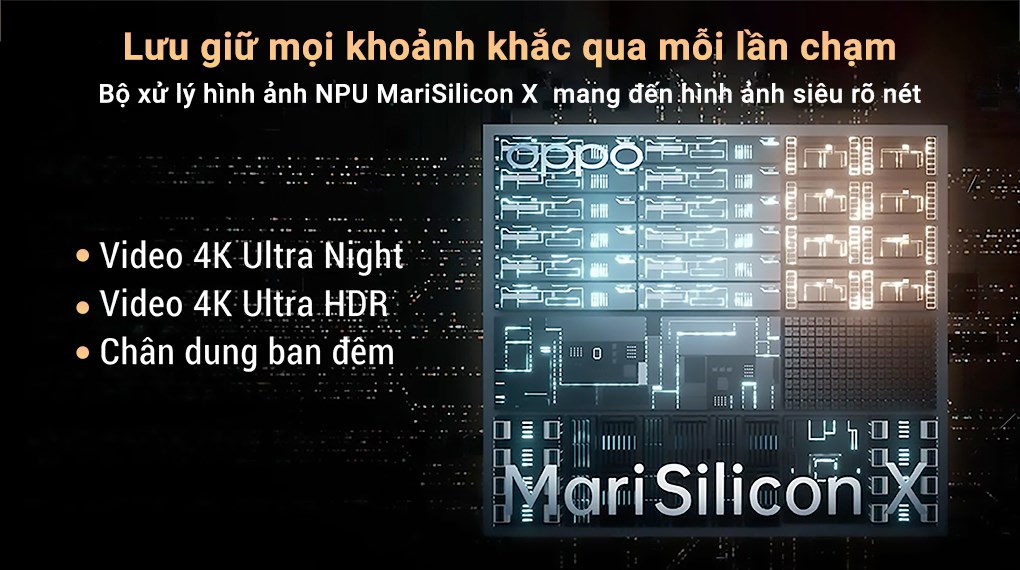 Lưu giữ mọi khoảnh khắc qua mỗi lần chạm
Bộ xử lý hình ảnh NPU MariSilicon X mang đến hình ảnh siêu rõ nét
oppo
• Video 4K Ultra Night
• Video 4K Ultra HDR
• Chân dung ban đêm
MariSilicon X